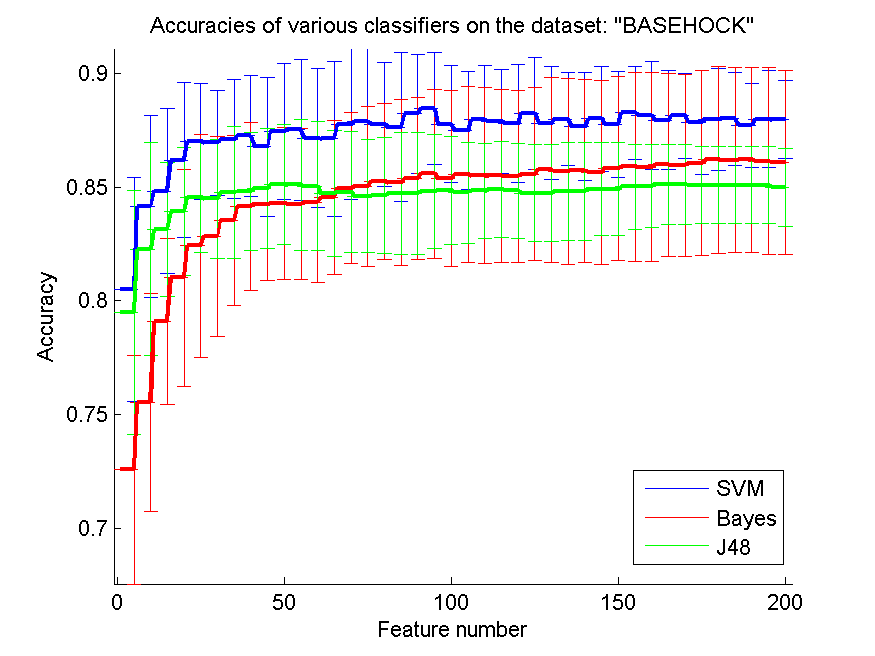 Accuracies of various classifiers on the dataset: "BASEHOCK"
0.9
0.85
0.8
0.75
0.7
Accuracy
SVM
Bayes
J48
0 50 100 150 200
Feature number